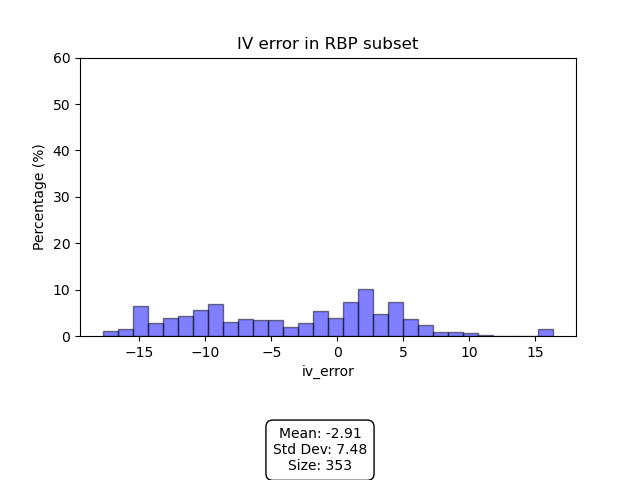 IV error in RBP subset
60
50
40
30
20
10
0
Percentage (%)
−15
−10
−5
0
5
10
15
iv_error
Mean: -2.91
Std Dev: 7.48
Size: 353